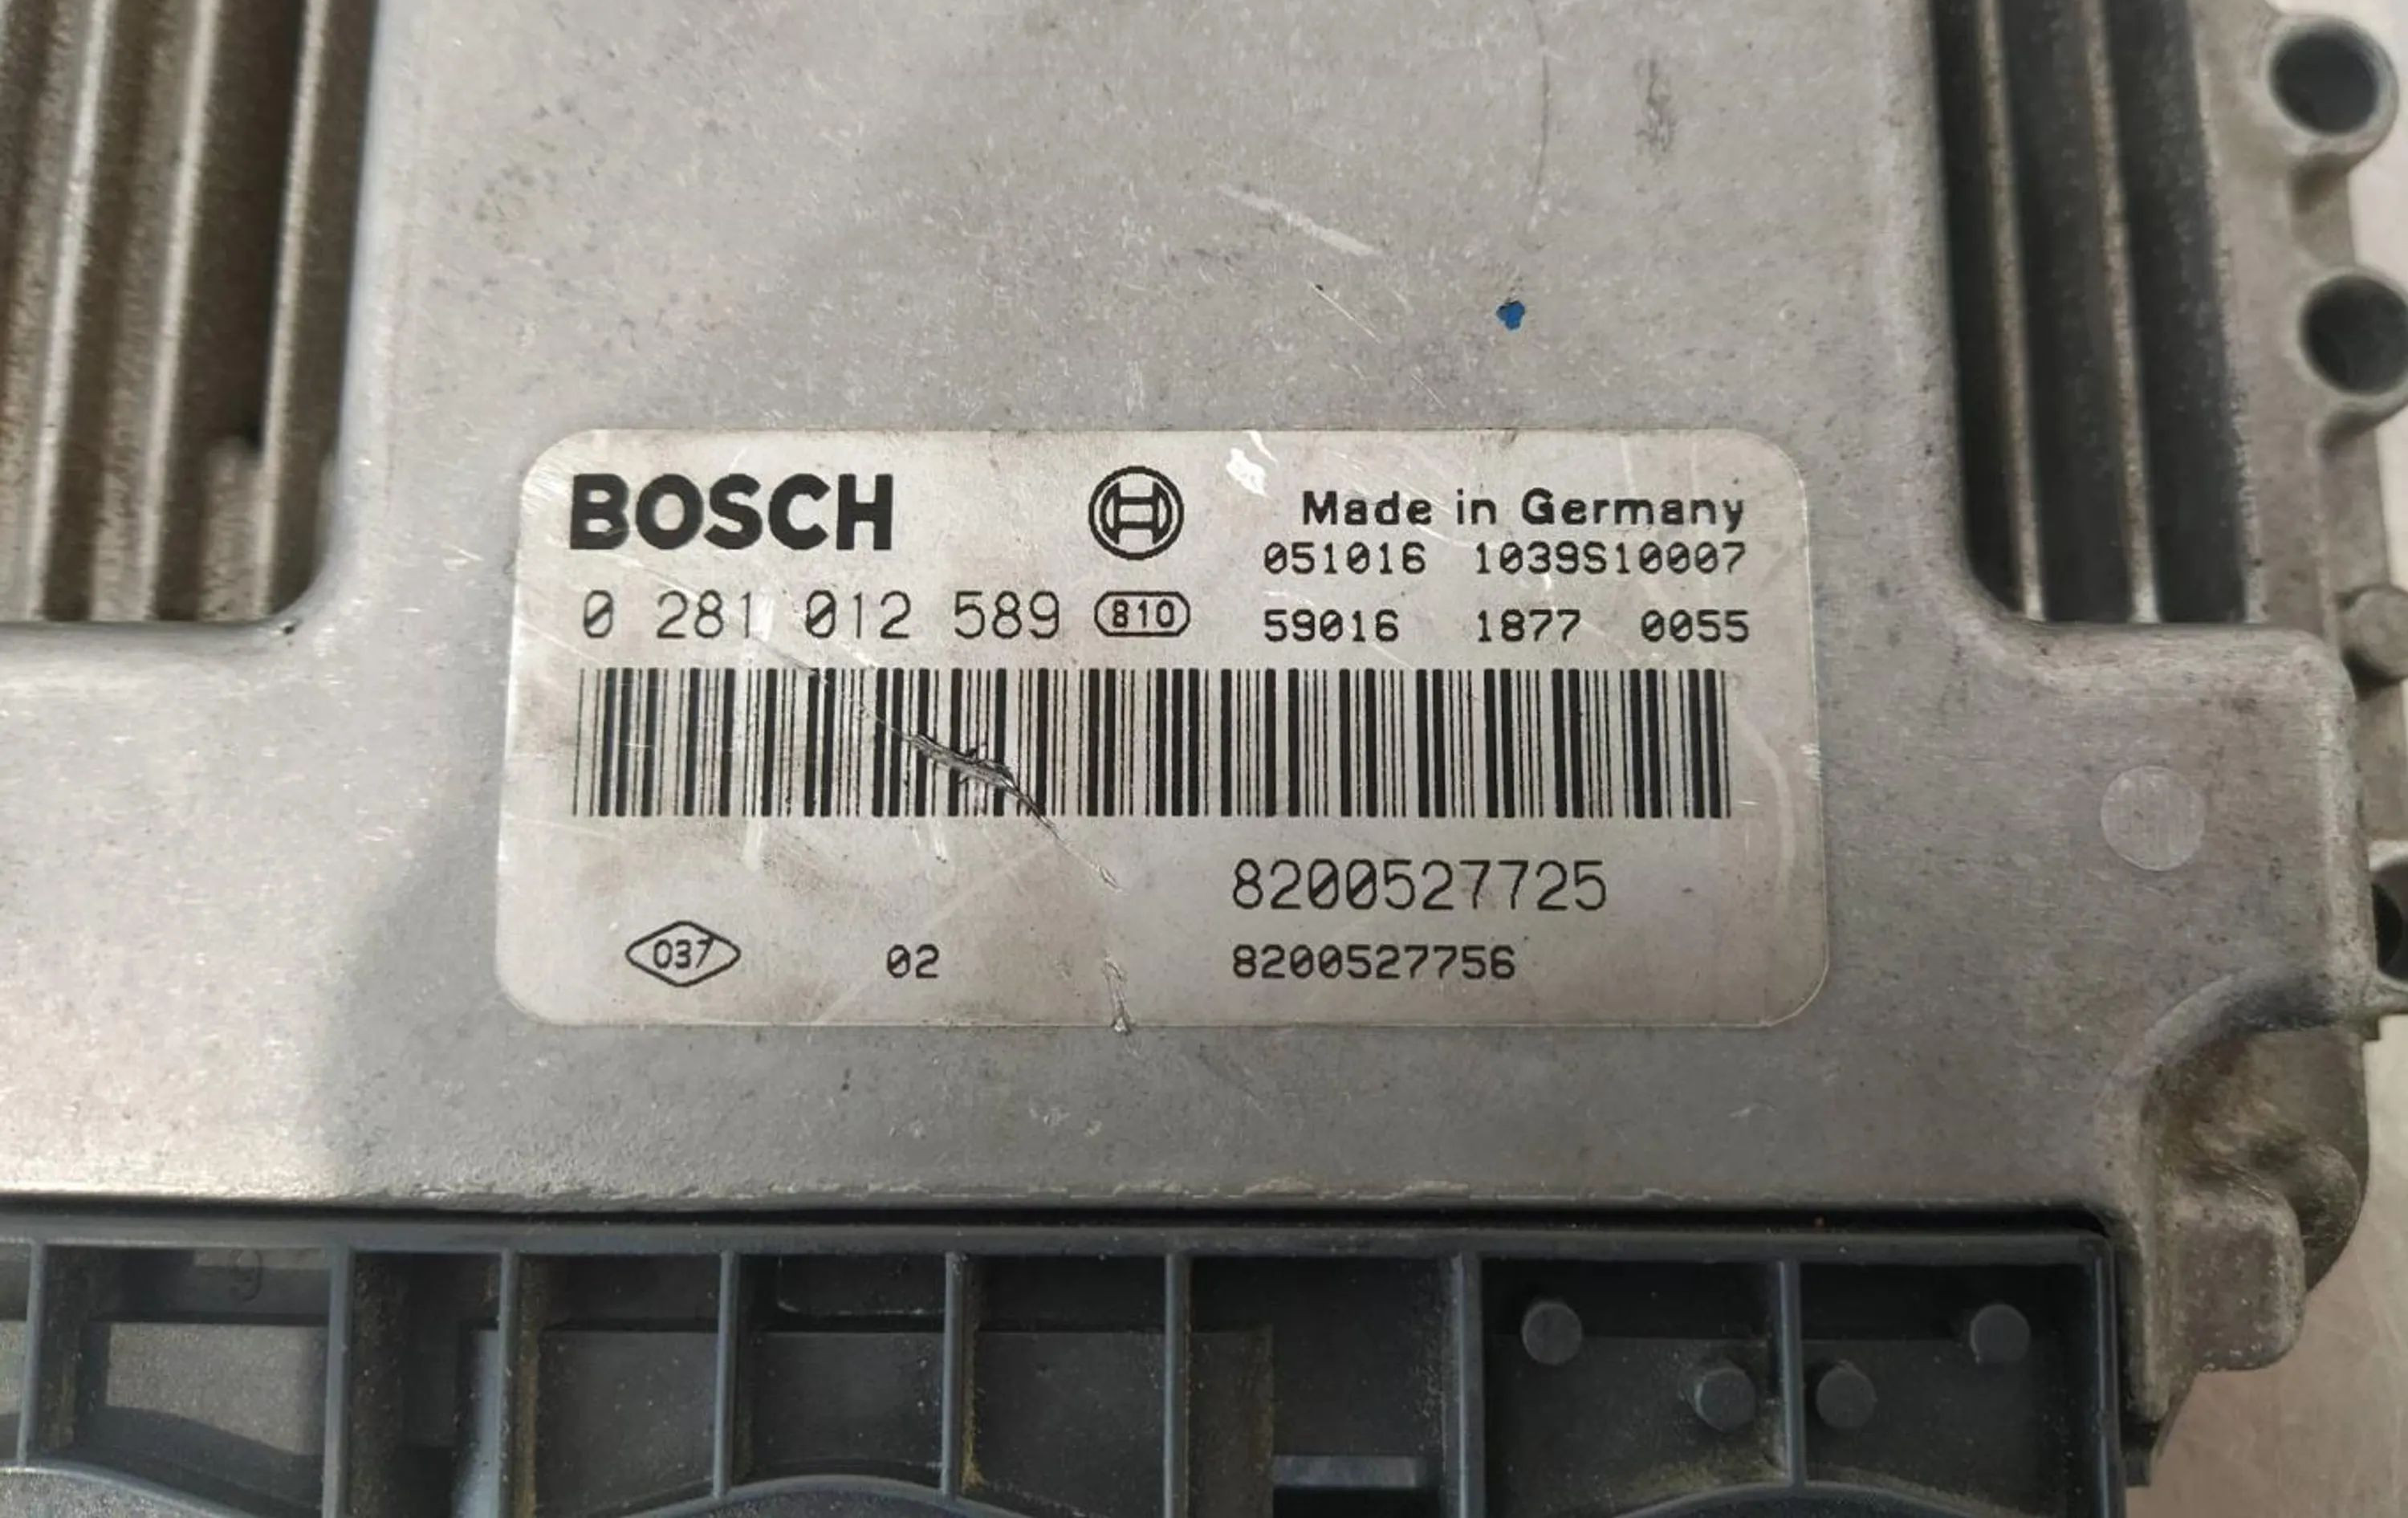 BOSCH
Made in Germany
051016 1039S10007
0 281 012 589 810
59016 1877 0055
8200527725
037 02 8200527756